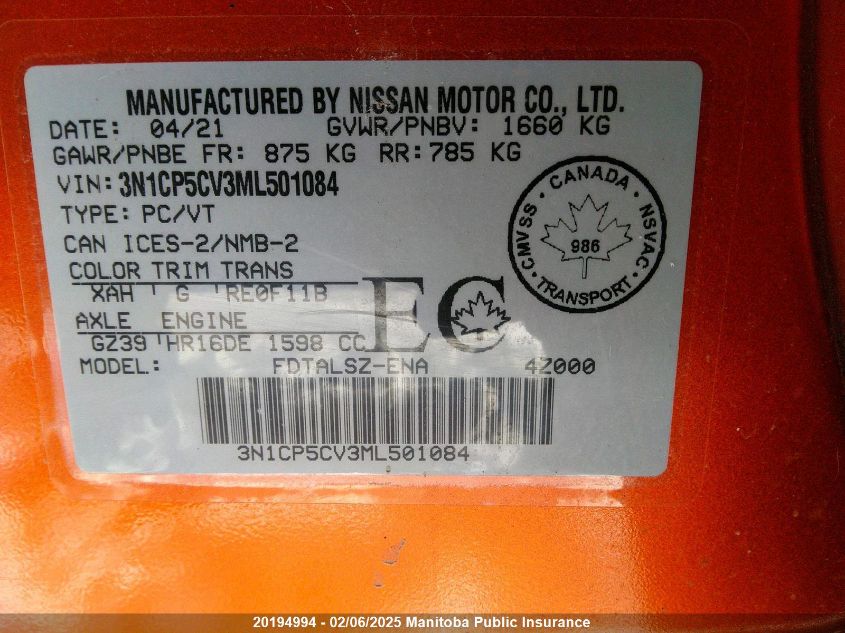 MANUFACTURED BY NISSAN MOTOR CO., LTD.
DATE: 04/21 GVWR/PNBV: 1660 KG
GAWR/PNBE FR: 875 KG RR:785 KG
VIN:3N1CP5CV3ML501084
TYPE: PC/VT
CAN ICES-2/NMB-2
COLOR TRIM TRANS
XAH ' G 'RE0F11B
AXLE ENGINE
GZ39 'HR16DE 1598 CC
EC
MODEL: FDTALSZ-ENA 4Z000
3N1CP5CV3ML501084
CANADA
CMVSS · NSVAC
986
TRANSPORT
20194994 - 02/06/2025 Manitoba Public Insurance